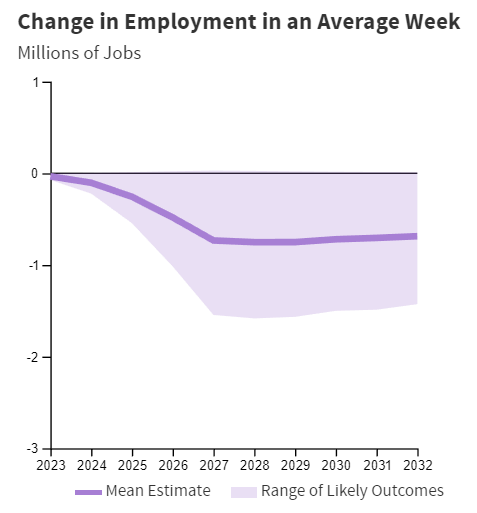 Change in Employment in an Average Week
Millions of Jobs
1
0
-1
-2
-3
2023 2024 2025 2026 2027 2028 2029 2030 2031 2032
Mean Estimate Range of Likely Outcomes